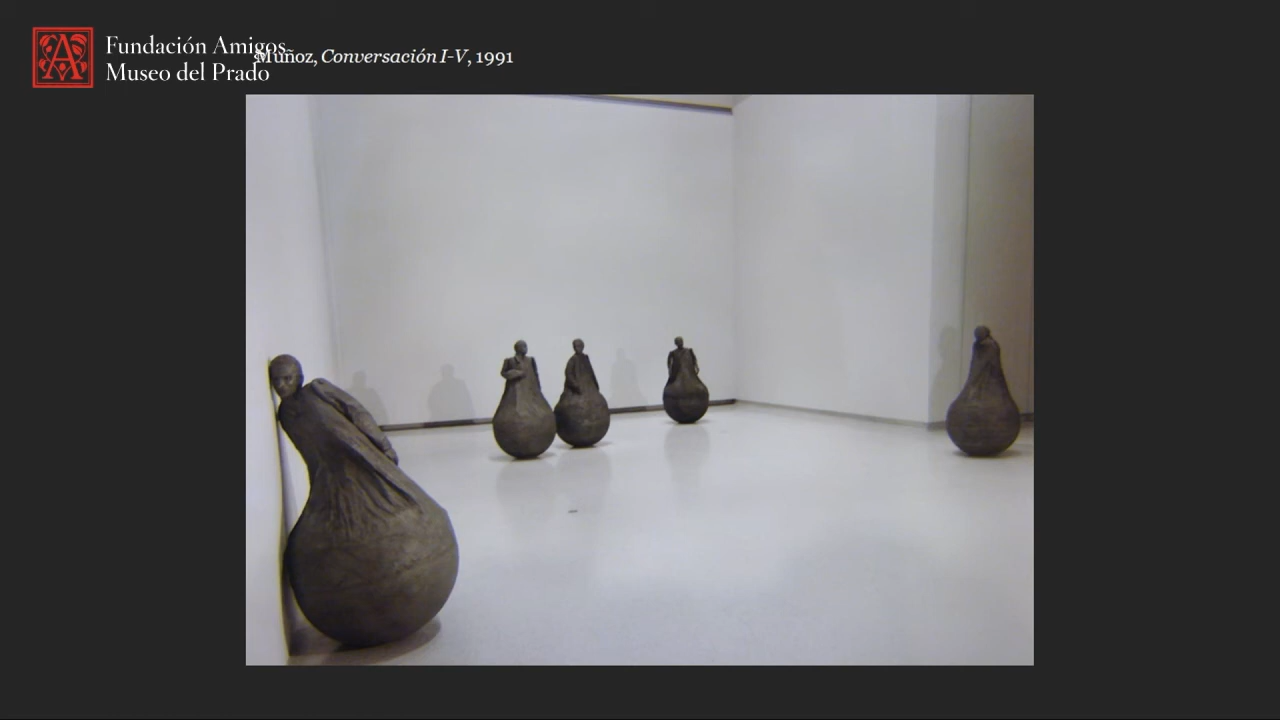 Fundación Amigos
Museo del Prado
Muñoz, Conversación I-V, 1991